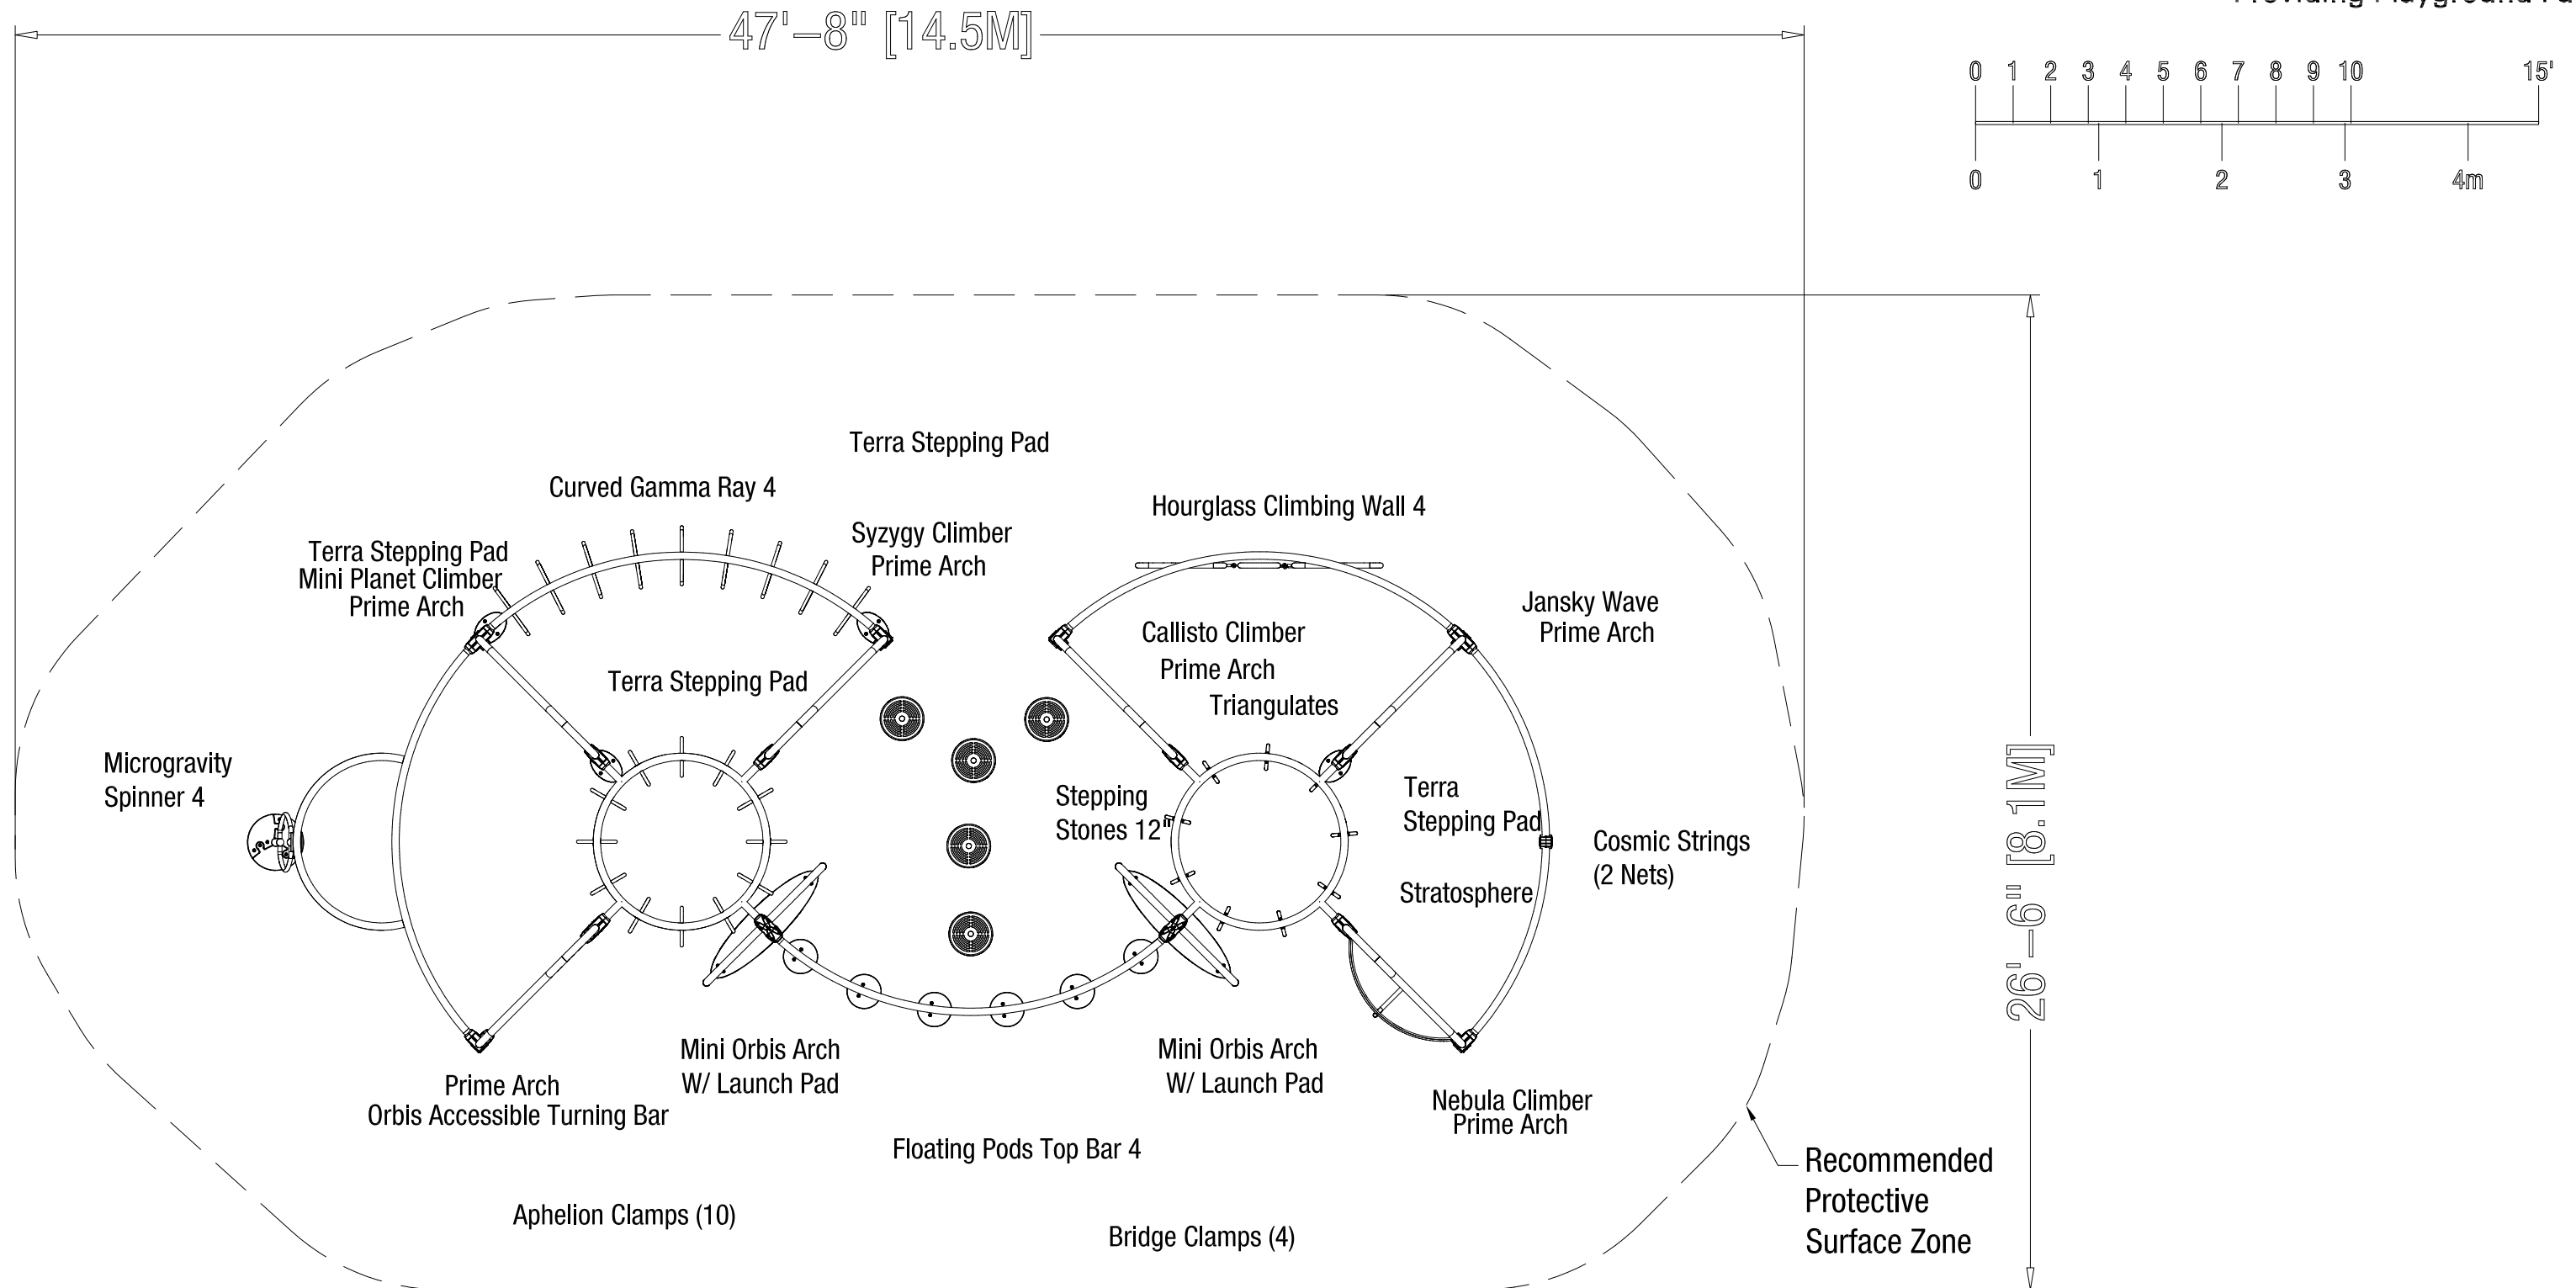 47'–8" [14.5M]
0 1 2 3 4 5 6 7 8 9 10 15'
0 1 2 3 4m
Terra Stepping Pad
Curved Gamma Ray 4
Hourglass Climbing Wall 4
Syzygy Climber
Prime Arch
Terra Stepping Pad
Mini Planet Climber
Prime Arch
Jansky Wave
Prime Arch
Callisto Climber
Prime Arch
Triangulates
Terra Stepping Pad
Microgravity
Spinner 4
Stepping
Stones 12"
Terra
Stepping Pad
Cosmic Strings
(2 Nets)
26'–6" [8.1M]
Stratosphere
Mini Orbis Arch
W/ Launch Pad
Mini Orbis Arch
W/ Launch Pad
Prime Arch
Orbis Accessible Turning Bar
Nebula Climber
Prime Arch
Floating Pods Top Bar 4
Recommended
Protective
Surface Zone
Aphelion Clamps (10)
Bridge Clamps (4)